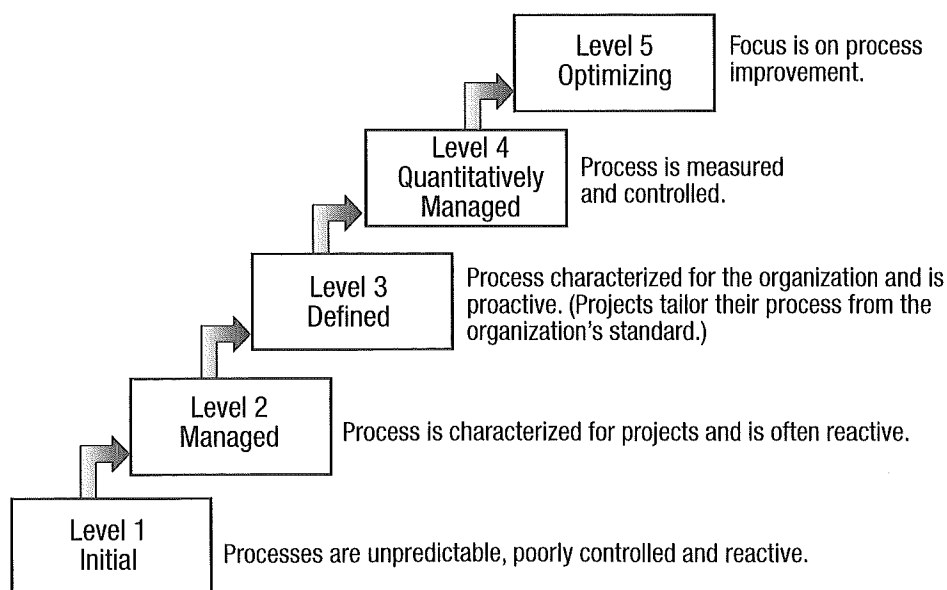 Level 5
Optimizing
Focus is on process
improvement.
Level 4
Quantitatively
Managed
Process is measured
and controlled.
Level 3
Defined
Process characterized for the organization and is
proactive. (Projects tailor their process from the
organization's standard.)
Level 2
Managed
Process is characterized for projects and is often reactive.
Level 1
Initial
Processes are unpredictable, poorly controlled and reactive.